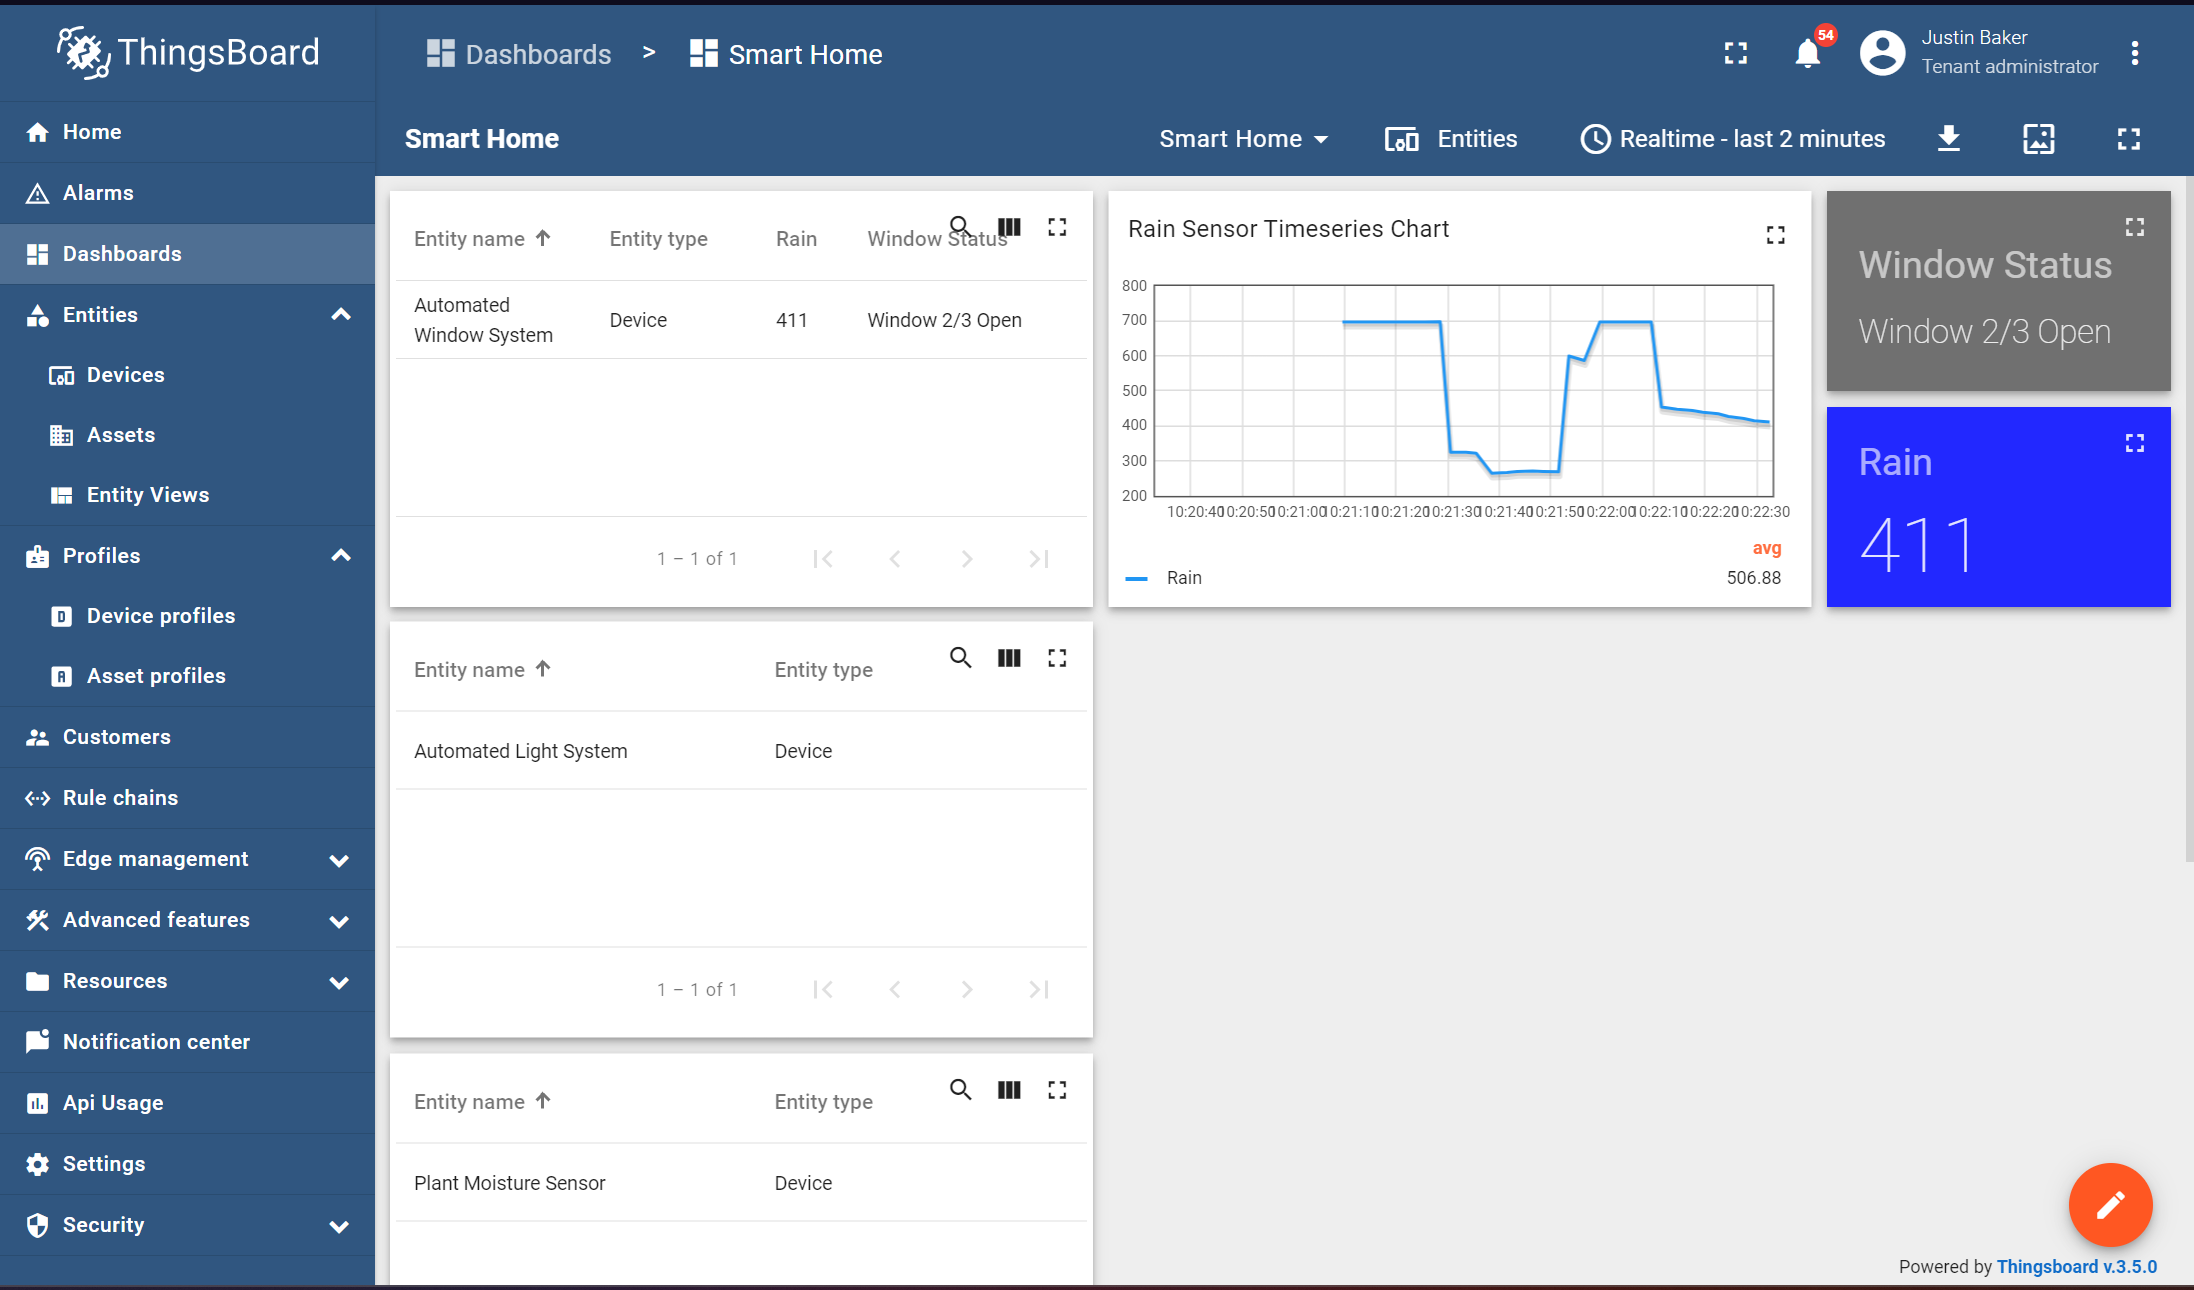 ThingsBoard
Dashboards > Smart Home
54
Justin Baker
Tenant administrator
Home
Alarms
Dashboards
Entities
Devices
Assets
Entity Views
Profiles
Device profiles
Asset profiles
Customers
Rule chains
Edge management
Advanced features
Resources
Notification center
Api Usage
Settings
Security
Smart Home
Smart Home
Entities
Realtime - last 2 minutes
Entity name Entity type Rain Window Status
Automated
Window System
Device 411 Window 2/3 Open
1 – 1 of 1
Entity name Entity type
Automated Light System Device
1 – 1 of 1
Entity name Entity type
Plant Moisture Sensor Device
Rain Sensor Timeseries Chart
800
700
600
500
400
300
200
10:20:40 10:20:50 10:21:00 10:21:10 10:21:20 10:21:30 10:21:40 10:21:50 10:22:00 10:22:10 10:22:20 10:22:30
avg
Rain 506.88
Window Status
Window 2/3 Open
Rain
411
Powered by Thingsboard v.3.5.0